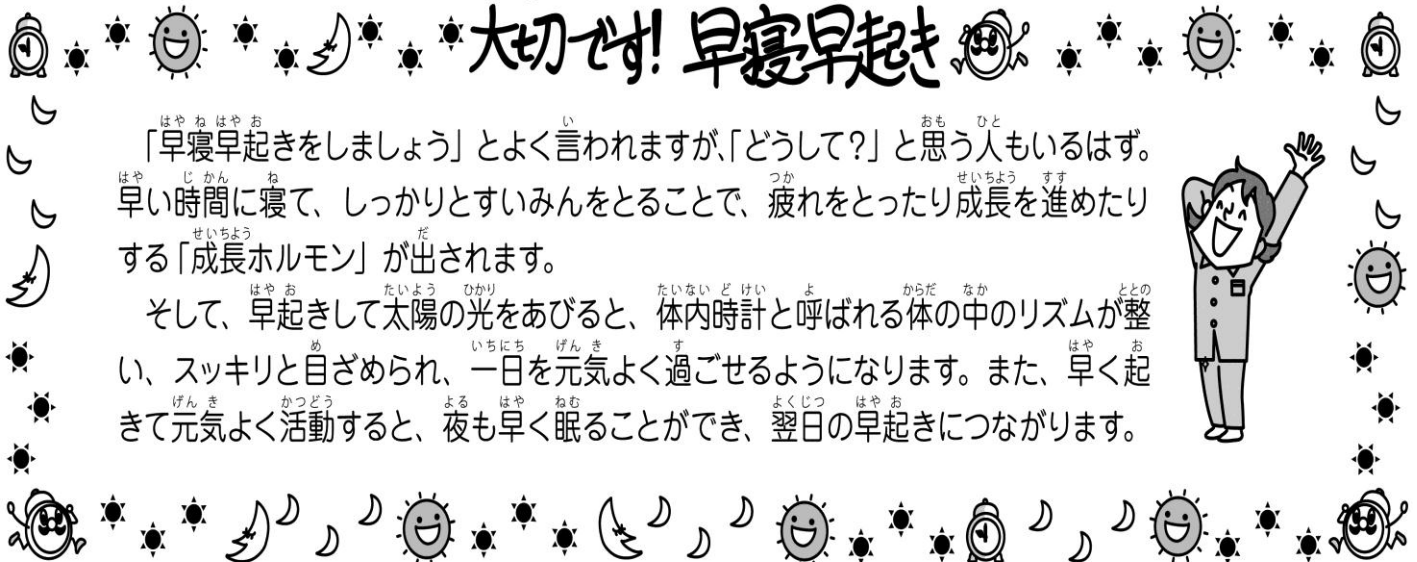 大切です!早寝早起き
「早寝早起きをしましょう」とよく言われますが、「どうして?」と思う人もいるはず。
早い時間に寝て、しっかりとすいみんをとることで、疲れをとったり成長を進めたり
する「成長ホルモン」が出されます。
そして、早起きして太陽の光をあびると、体内時計と呼ばれる体の中のリズムが整
い、スッキリと目ざめられ、一日を元気よく過ごせるようになります。また、早く起
きて元気よく活動すると、夜も早く眠ることができ、翌日の早起きにつながります。